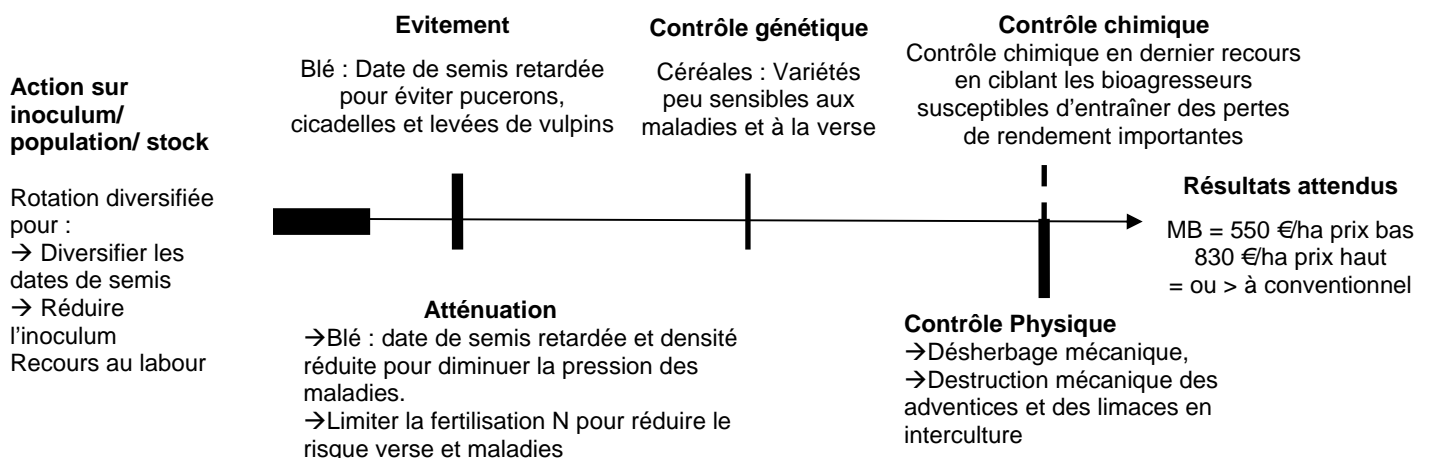 Action sur
inoculum/
population/ stock
Rotation diversifiée
pour :
→ Diversifier les
dates de semis
→ Réduire
l’inoculum
Recours au labour
Evitement
Blé : Date de semis retardée
pour éviter pucerons,
cicadelles et levées de vulpins
Contrôle génétique
Céréales : Variétés
peu sensibles aux
maladies et à la verse
Contrôle chimique
Contrôle chimique en dernier recours
en ciblant les bioagresseurs
susceptibles d’entraîner des pertes
de rendement importantes
Atténuation
→Blé : date de semis retardée et densité
réduite pour diminuer la pression des
maladies.
→Limiter la fertilisation N pour réduire le
risque verse et maladies
Contrôle Physique
→Désherbage mécanique,
→Destruction mécanique des
adventices et des limaces en
interculture
Résultats attendus
MB = 550 €/ha prix bas
830 €/ha prix haut
= ou > à conventionnel